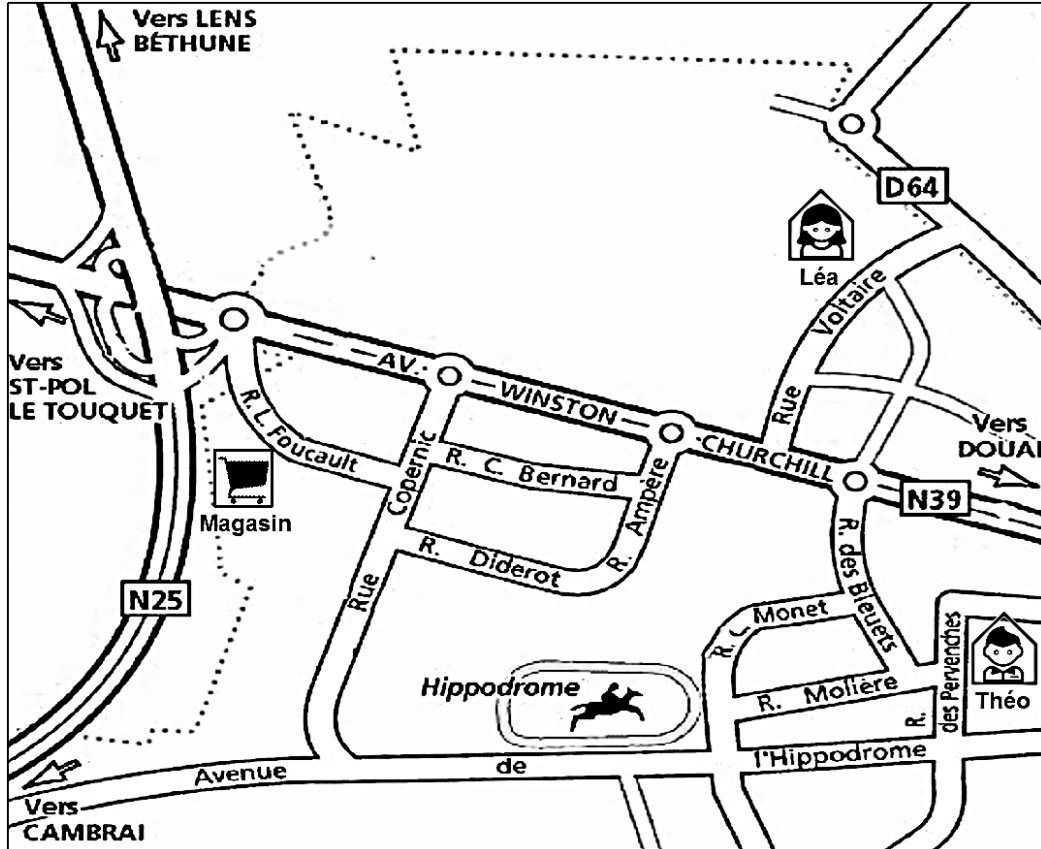 Vers LENS
BÉTHUNE
D64
Léa
Voltaire
Rue
Vers
ST-POL
LE TOUQUET
AV. WINSTON CHURCHILL
Vers
DOUAI
N39
R. L. Foucault
Rue Copernic
R. C. Bernard
R. Ampère
R. Diderot
Magasin
N25
R. des Bleuets
R. C. Monet
R. Molière
R. des Pervenches
Théo
Hippodrome
Avenue de l'Hippodrome
Vers
CAMBRAI